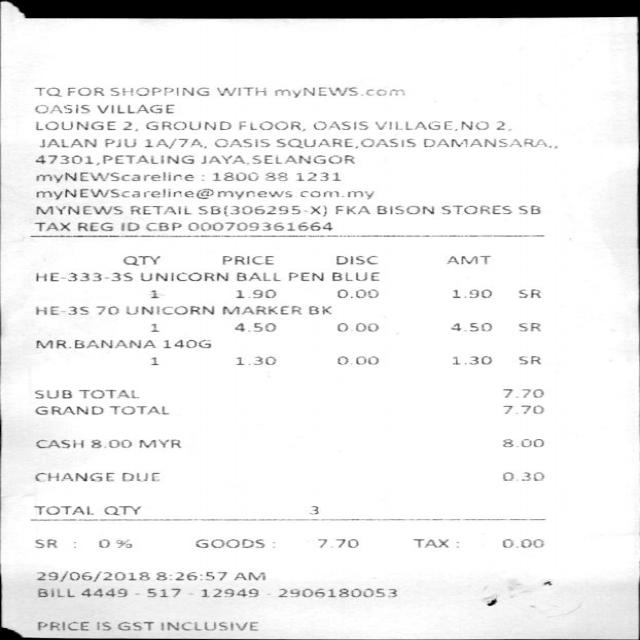 TQ FOR SHOPPING WITH myNEWS.com
OASIS VILLAGE
LOUNGE 2, GROUND FLOOR, OASIS VILLAGE,NO 2,
JALAN PJU 1A/7A, OASIS SQUARE,OASIS DAMANSARA,,
47301,PETALING JAYA,SELANGOR
myNEWScareline : 1800 88 1231
myNEWScareline@mynews.com.my
MYNEWS RETAIL SB(306295-X) FKA BISON STORES SB
TAX REG ID CBP 000709361664
QTY PRICE DISC AMT
HE-333-3S UNICORN BALL PEN BLUE
1 1.90 0.00 1.90 SR
HE-3S 70 UNICORN MARKER BK
1 4.50 0.00 4.50 SR
MR.BANANA 140G
1 1.30 0.00 1.30 SR
SUB TOTAL 7.70
GRAND TOTAL 7.70
CASH 8.00 MYR 8.00
CHANGE DUE 0.30
TOTAL QTY 3
SR : 0 % GOODS : 7.70 TAX : 0.00
29/06/2018 8:26:57 AM
BILL 4449 - 517 - 12949 - 2906180053
PRICE IS GST INCLUSIVE